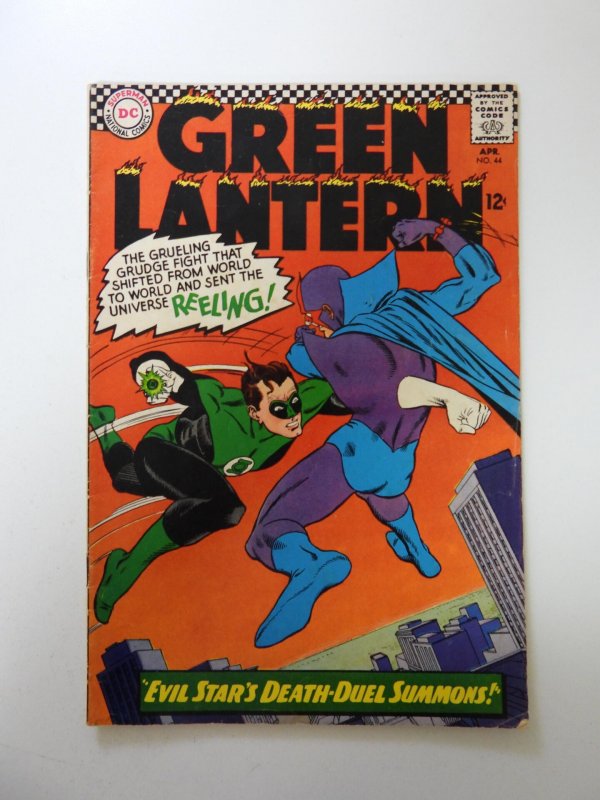 SUPERMAN
DC
NATIONAL COMICS
APPROVED
BY THE
COMICS
CODE
CA
AUTHORITY
GREEN
LANTERN
APR.
NO. 44
12¢
THE GRUELING
GRUDGE FIGHT THAT
SHIFTED FROM WORLD
TO WORLD AND SENT THE
UNIVERSE REELING!
"EVIL STAR'S DEATH-DUEL SUMMONS!"